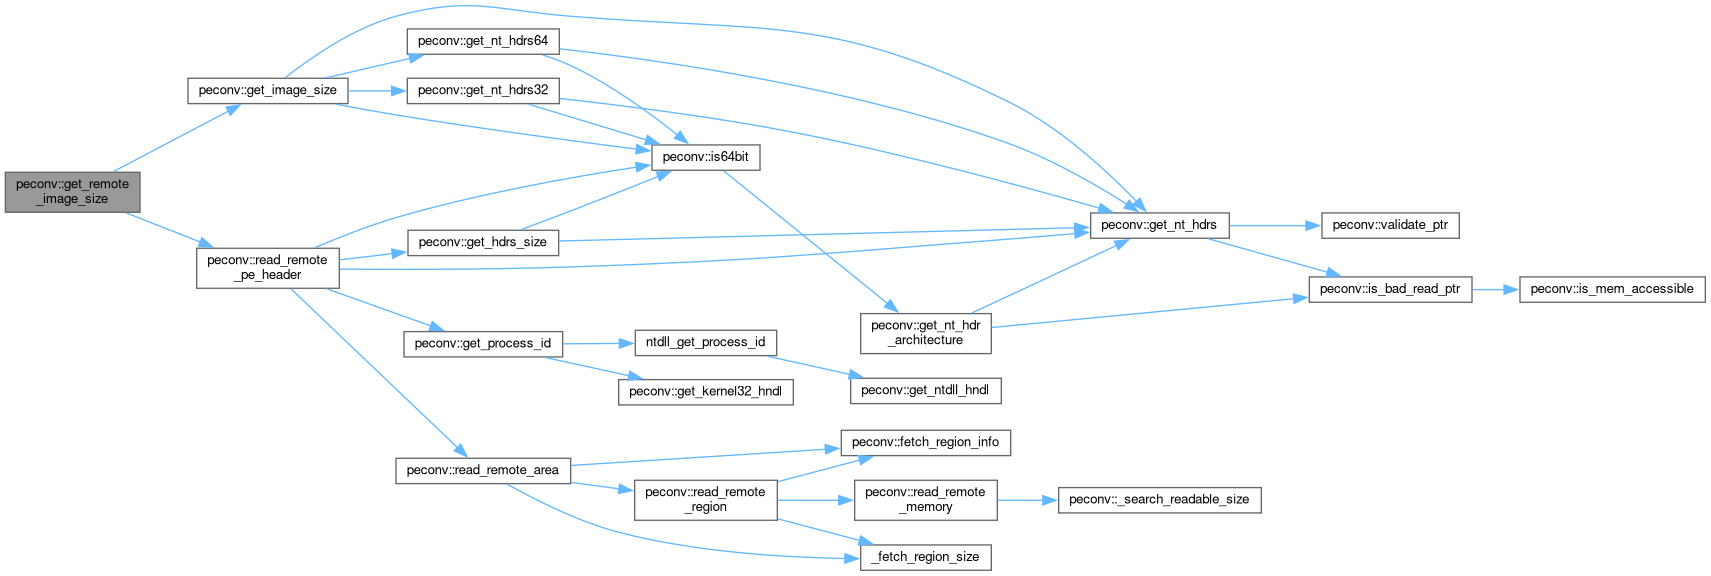 peconv::get_remote
_image_size
peconv::get_image_size
peconv::get_nt_hdrs64
peconv::get_nt_hdrs32
peconv::is64bit
peconv::get_nt_hdrs
peconv::validate_ptr
peconv::is_bad_read_ptr
peconv::is_mem_accessible
peconv::get_nt_hdr
_architecture
peconv::read_remote
_pe_header
peconv::get_hdrs_size
peconv::get_process_id
ntdll_get_process_id
peconv::get_kernel32_hndl
peconv::get_ntdll_hndl
peconv::read_remote_area
peconv::fetch_region_info
peconv::read_remote
_region
peconv::read_remote
_memory
peconv::_search_readable_size
_fetch_region_size